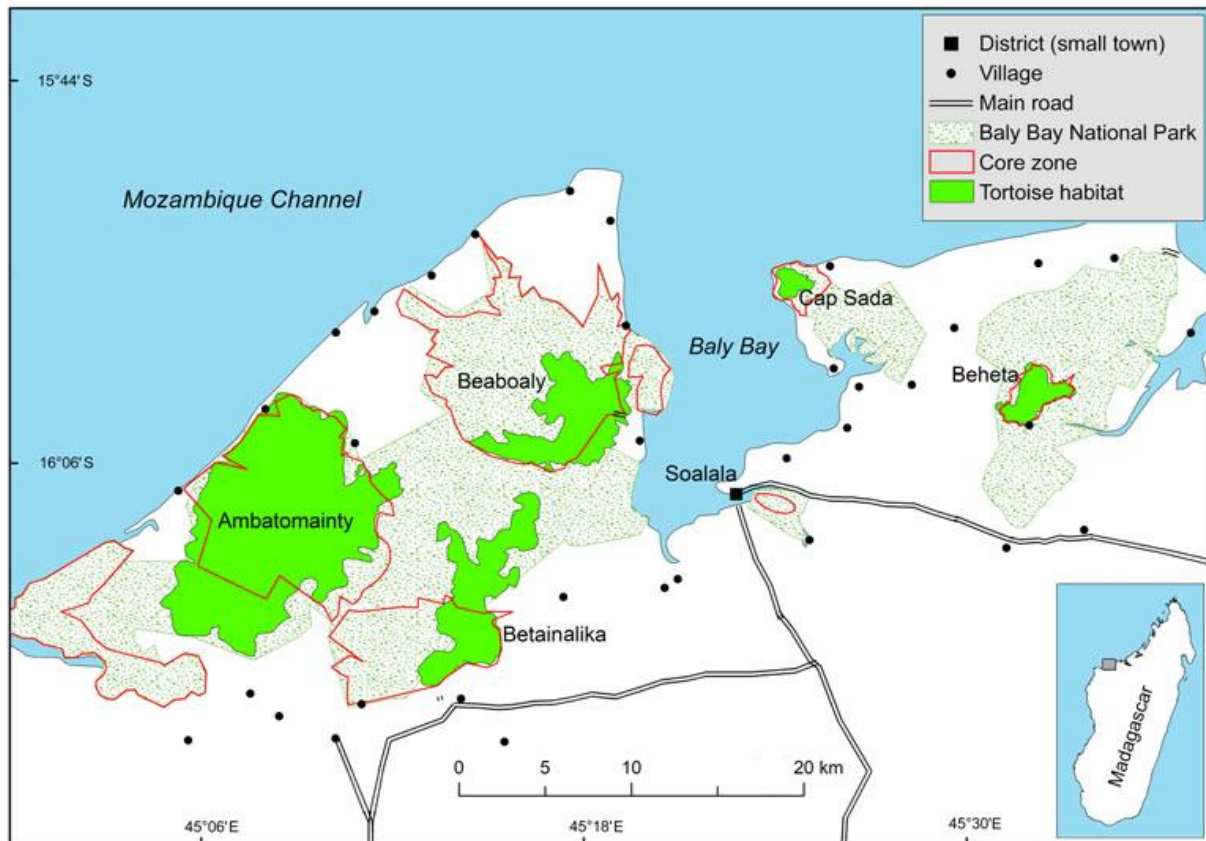 District (small town)
Village
Main road
Baly Bay National Park
Core zone
Tortoise habitat
15°44' S
Mozambique Channel
Cap Sada
Baly Bay
Beaboaly
Beheta
16°06' S
Soalala
Ambatomainty
Betainalika
0 5 10 20 km
Madagascar
45°06'E
45°18'E
45°30'E